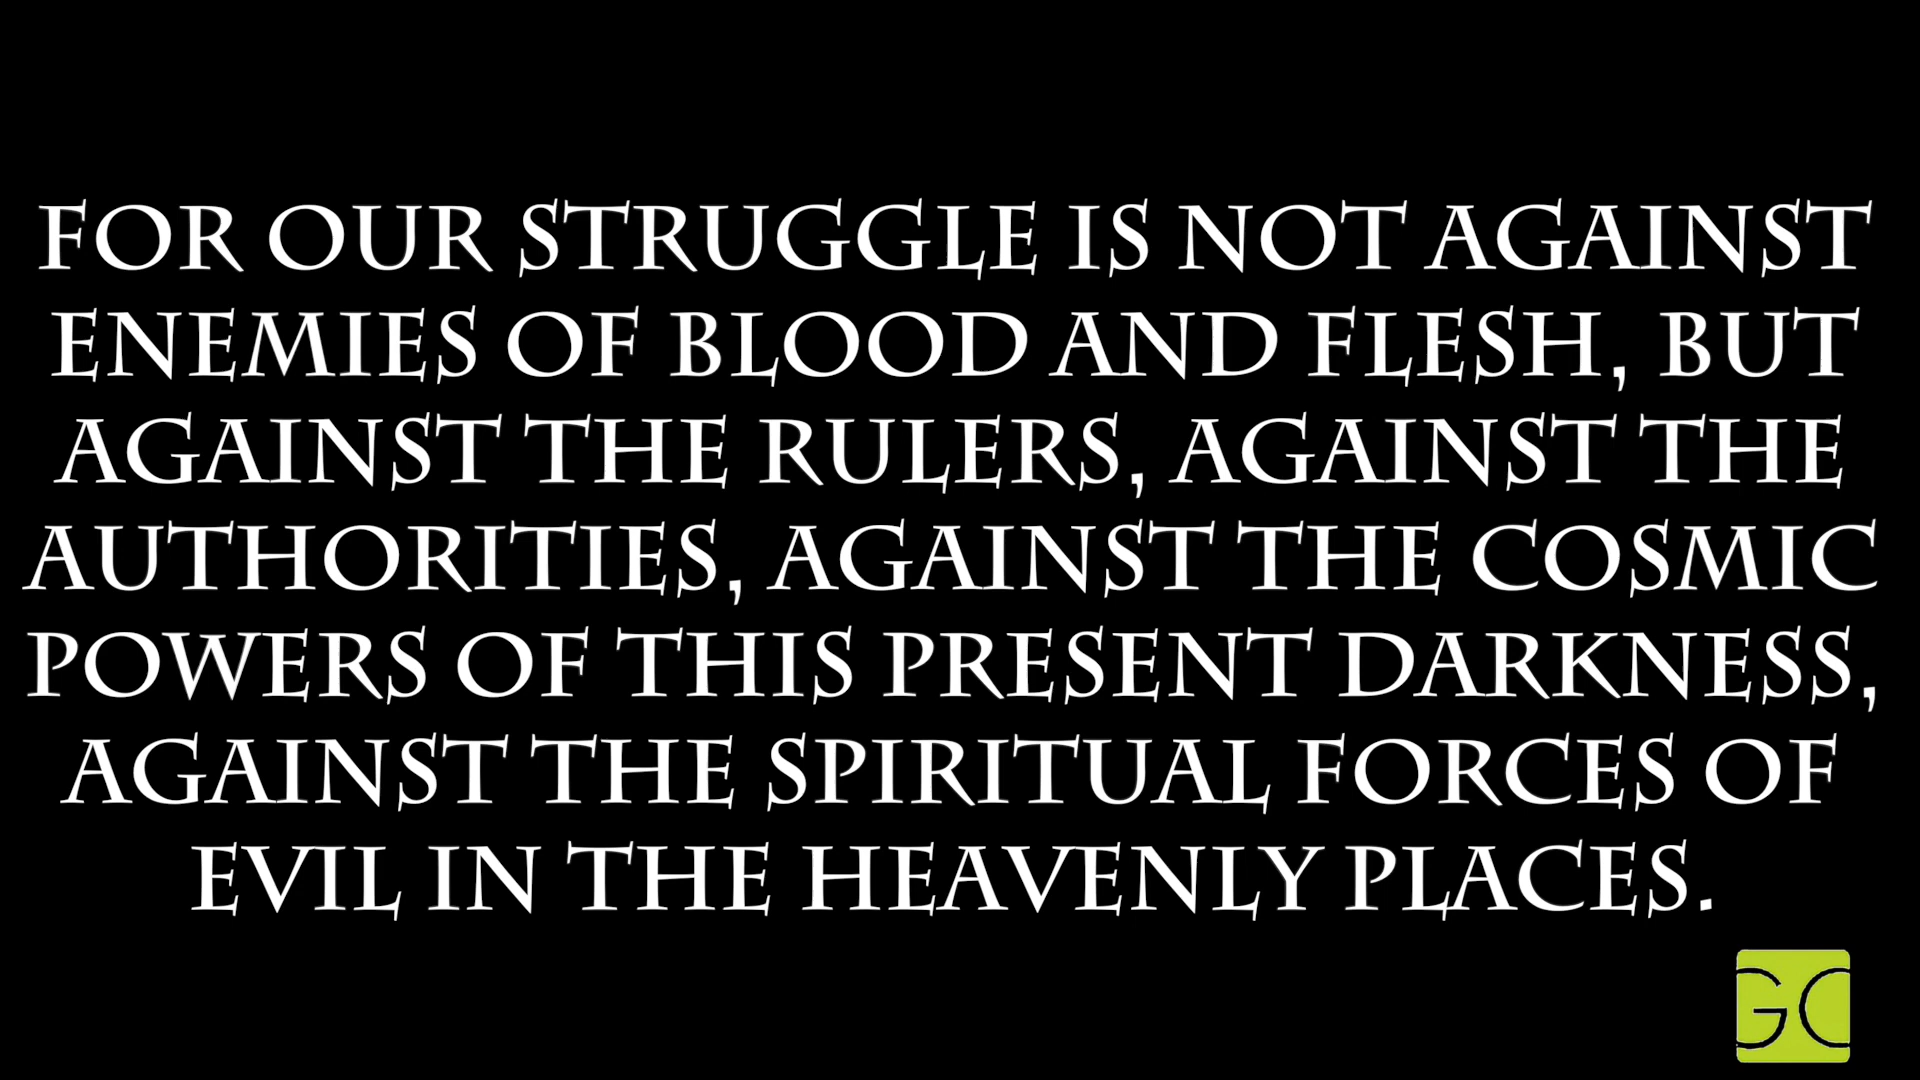 FOR OUR STRUGGLE IS NOT AGAINST
ENEMIES OF BLOOD AND FLESH, BUT
AGAINST THE RULERS, AGAINST THE
AUTHORITIES, AGAINST THE COSMIC
POWERS OF THIS PRESENT DARKNESS,
AGAINST THE SPIRITUAL FORCES OF
EVIL IN THE HEAVENLY PLACES.
GC